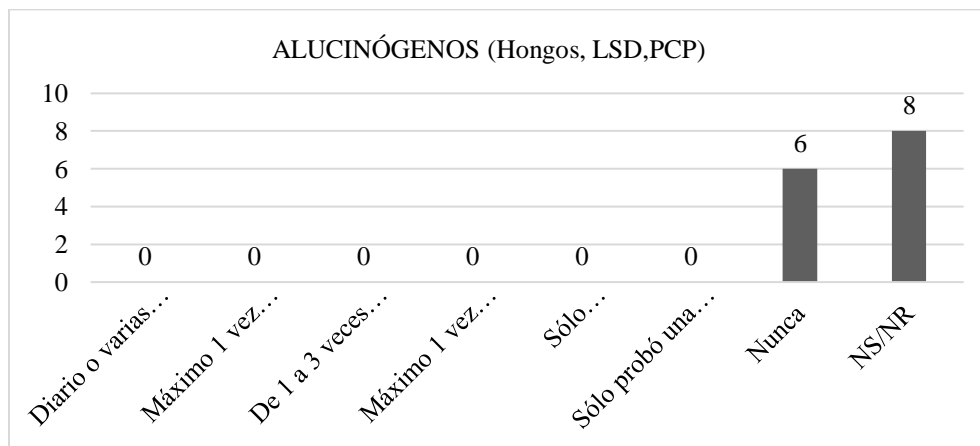 ALUCINÓGENOS (Hongos, LSD,PCP)
10
8
6
4
2
0
0
0
0
0
0
0
6
8
Diario o varias…
Máximo 1 vez…
De 1 a 3 veces…
Máximo 1 vez…
Sólo…
Sólo probó una…
Nunca
NS/NR